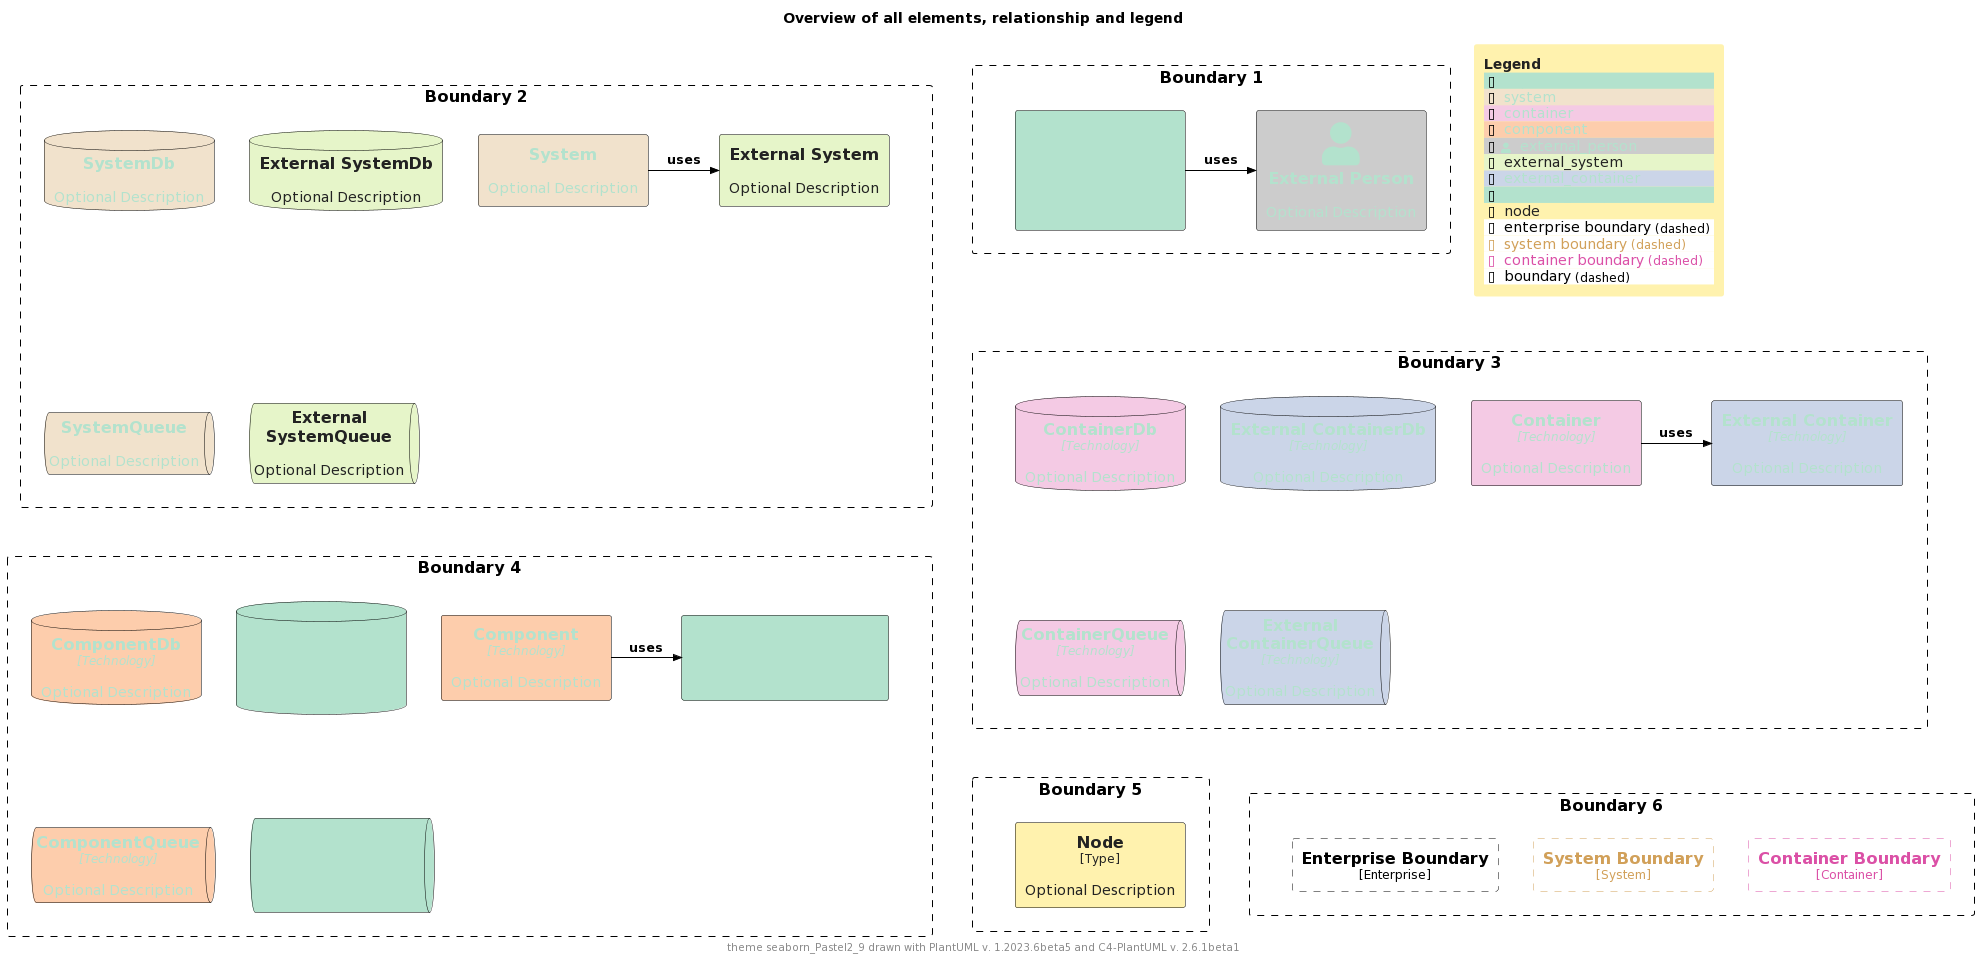 Overview of all elements, relationship and legend
Boundary 2
SystemDb
Optional Description
External SystemDb
Optional Description
System
Optional Description
uses
External System
Optional Description
SystemQueue
Optional Description
External
SystemQueue
Optional Description
Boundary 1
uses
External Person
Optional Description
Legend
system
container
component
external_person
external_system
node
enterprise boundary (dashed)
system boundary (dashed)
container boundary (dashed)
boundary (dashed)
Boundary 3
ContainerDb
[Technology]
Optional Description
External ContainerDb
[Technology]
Optional Description
Container
[Technology]
Optional Description
uses
External Container
[Technology]
Optional Description
ContainerQueue
[Technology]
Optional Description
External
ContainerQueue
[Technology]
Optional Description
Boundary 4
ComponentDb
[Technology]
Optional Description
Component
[Technology]
Optional Description
uses
ComponentQueue
[Technology]
Optional Description
Boundary 5
Node
[Type]
Optional Description
Boundary 6
Enterprise Boundary
[Enterprise]
System Boundary
[System]
Container Boundary
[Container]
theme seaborn_Pastel2_9 drawn with PlantUML v. 1.2023.6beta5 and C4-PlantUML v. 2.6.1beta1